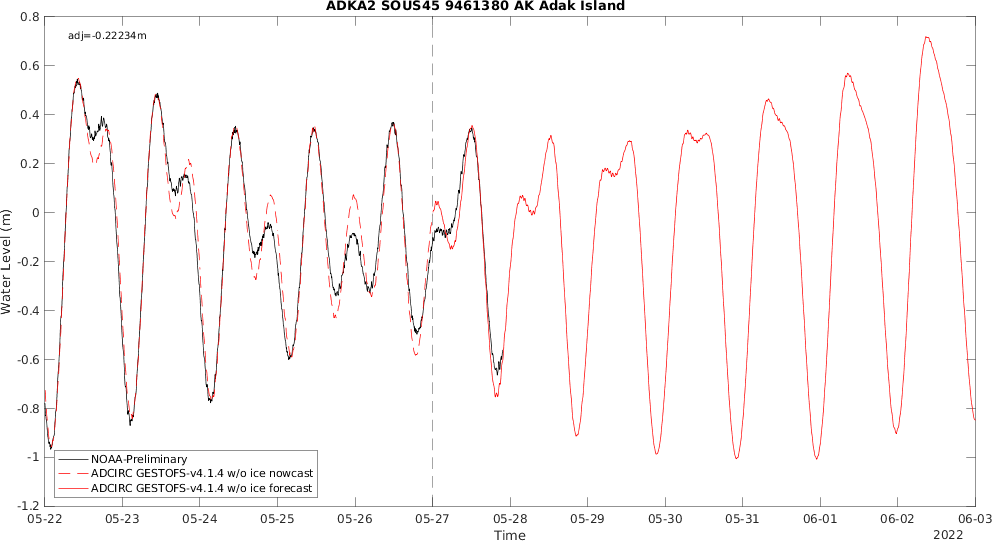 ADKA2 SOUS45 9461380 AK Adak Island
adj=-0.22234m
0.8
0.6
0.4
0.2
0
-0.2
-0.4
-0.6
-0.8
-1
-1.2
Water Level (m)
NOAA-Preliminary
ADCIRC GESTOFS-v4.1.4 w/o ice nowcast
ADCIRC GESTOFS-v4.1.4 w/o ice forecast
05-22 05-23 05-24 05-25 05-26 05-27 05-28 05-29 05-30 05-31 06-01 06-02 06-03
Time
2022